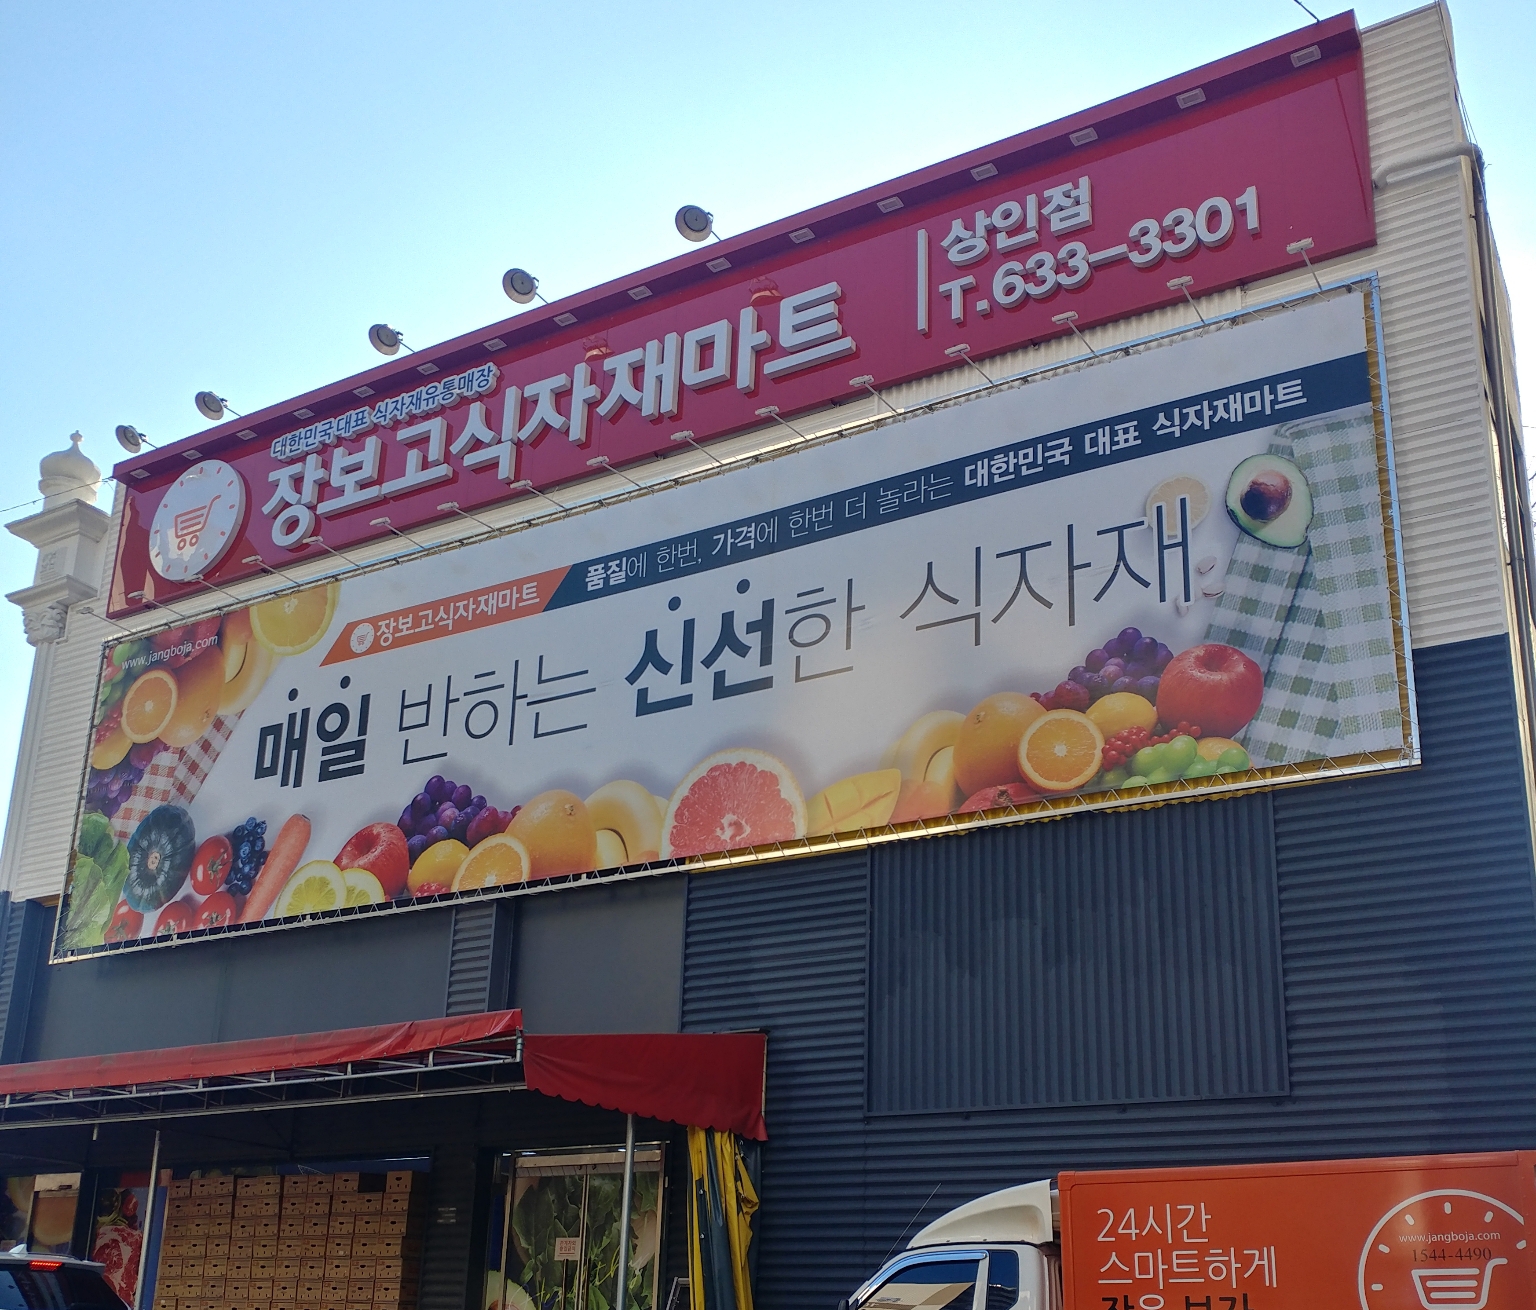 대한민국대표 식자재유통매장
장보고식자재마트
상인점
T.633-3301
www.jangboja.com
장보고식자재마트
품질에 한번, 가격에 한번 더 놀라는 대한민국 대표 식자재마트
매일 반하는 신선한 식자재
24시간
스마트하게
장을 보자
www.jangboja.com
1544-4490